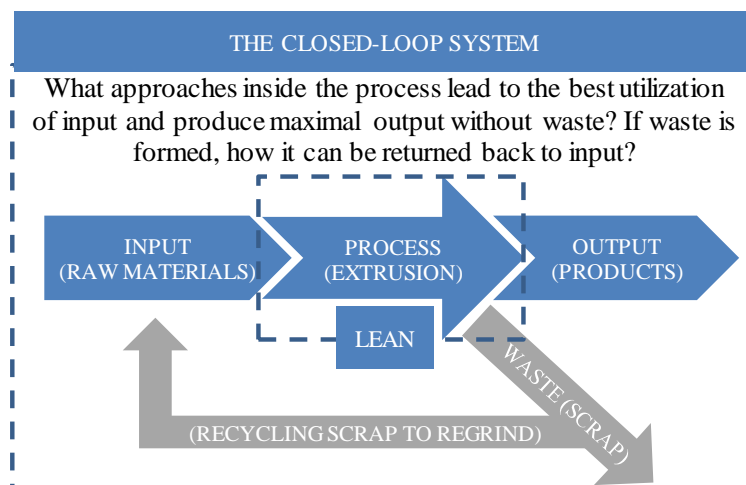 THE CLOSED-LOOP SYSTEM
What approaches inside the process lead to the best utilization
of input and produce maximal output without waste? If waste is
formed, how it can be returned back to input?
INPUT
(RAW MATERIALS)
PROCESS
(EXTRUSION)
OUTPUT
(PRODUCTS)
LEAN
WASTE (SCRAP)
(RECYCLING SCRAP TO REGRIND)